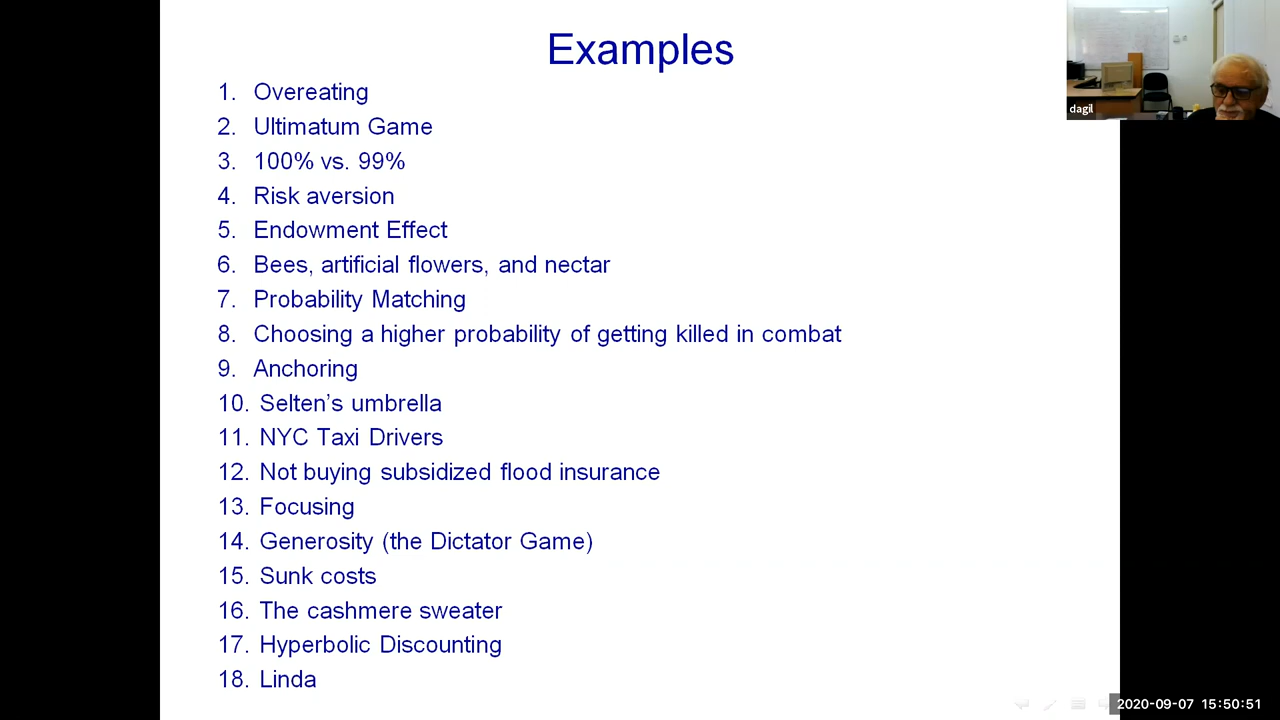 Examples
1. Overeating
2. Ultimatum Game
3. 100% vs. 99%
4. Risk aversion
5. Endowment Effect
6. Bees, artificial flowers, and nectar
7. Probability Matching
8. Choosing a higher probability of getting killed in combat
9. Anchoring
10. Selten's umbrella
11. NYC Taxi Drivers
12. Not buying subsidized flood insurance
13. Focusing
14. Generosity (the Dictator Game)
15. Sunk costs
16. The cashmere sweater
17. Hyperbolic Discounting
18. Linda
dagil
2020-09-07 15:50:51